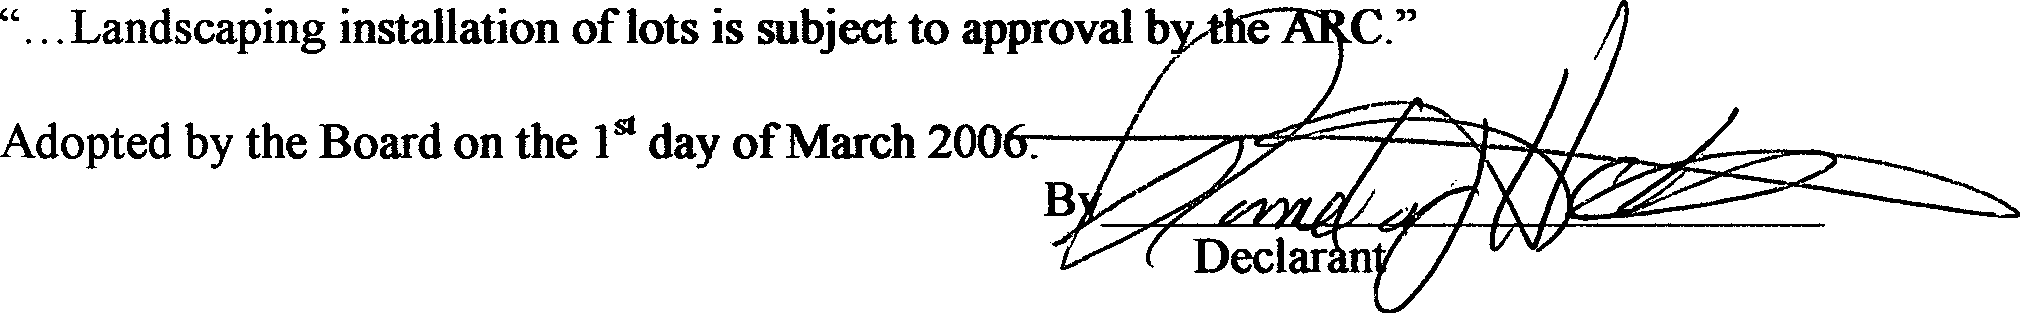 “…Landscaping installation of lots is subject to approval by the ARC.”
Adopted by the Board on the 1st day of March 2006.
By
Declarant